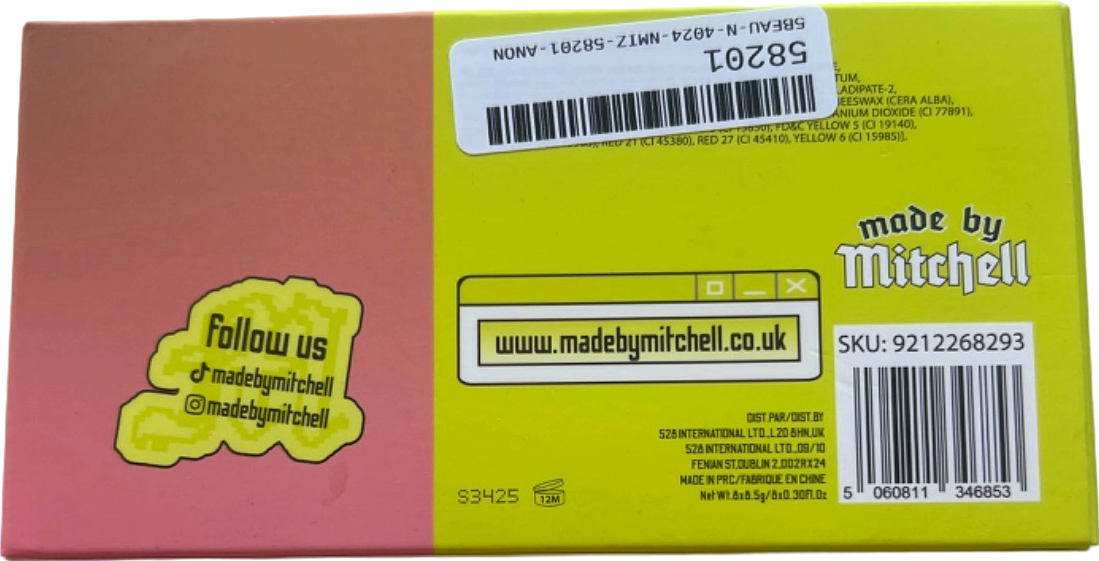 5BEAU-N-4024-NMTZ-58201-ANON
58201
TUM,
ADIPATE-2,
BEESWAX (CERA ALBA),
ANIUM DIOXIDE (CI 77891),
FD&C YELLOW 5 (CI 19140),
RED 21 (CI 45380), RED 27 (CI 45410), YELLOW 6 (CI 15985)].
made by
Mitchell
follow us
madebymitchell
madebymitchell
www.madebymitchell.co.uk
SKU: 9212268293
DIST.PAR/DIST.BY
528 INTERNATIONAL LTD.,L20 8HN,UK
528 INTERNATIONAL LTD.,09/10
FENIAN ST,DUBLIN 2,D02RX24
MADE IN PRC/FABRIQUE EN CHINE
Net Wt.8x8.5g/8x0.30Fl.Oz
S3425
12M
5 060811 346853